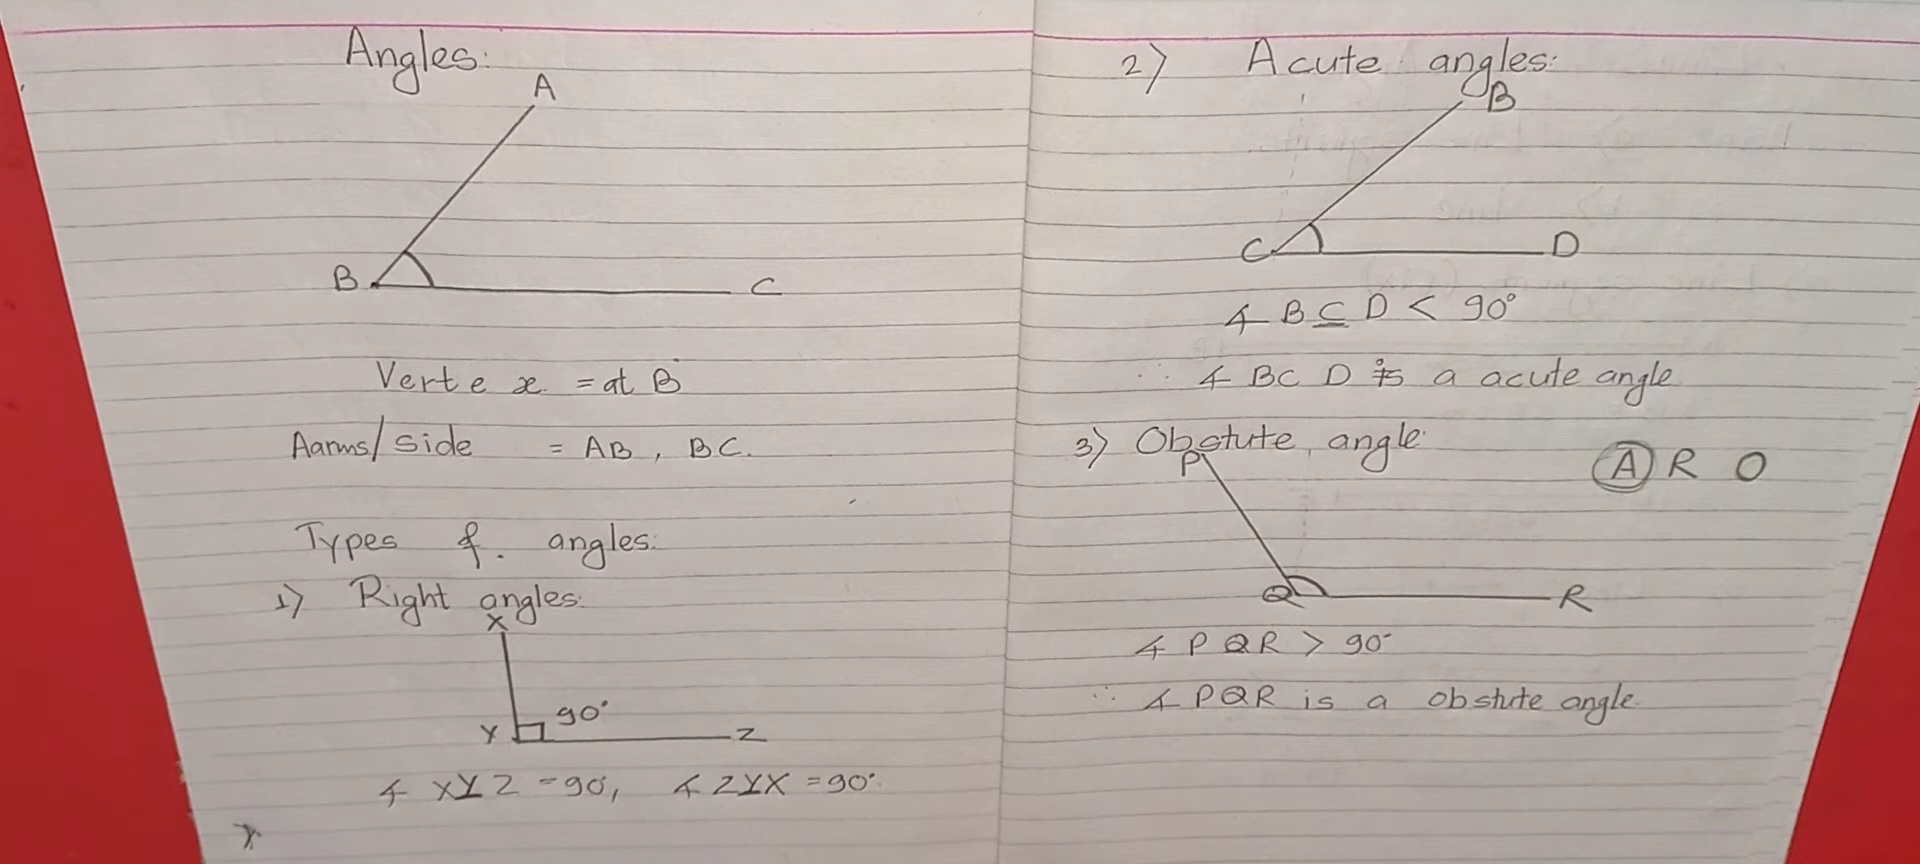 Angles:
A
B
C
Vertex = at B
Aarms/side = AB, BC.
Types of. angles:
1) Right angles:
X
90°
Y
Z
∡ XYZ = 90°, ∡ ZYX = 90°.
2) Acute angles:
B
C
D
∡ BCD < 90°
∴ ∡ BCD is a acute angle
3) Obstute angle:
P
A R O
Q
R
∡ PQR > 90°
∴ ∡ PQR is a obstute angle.